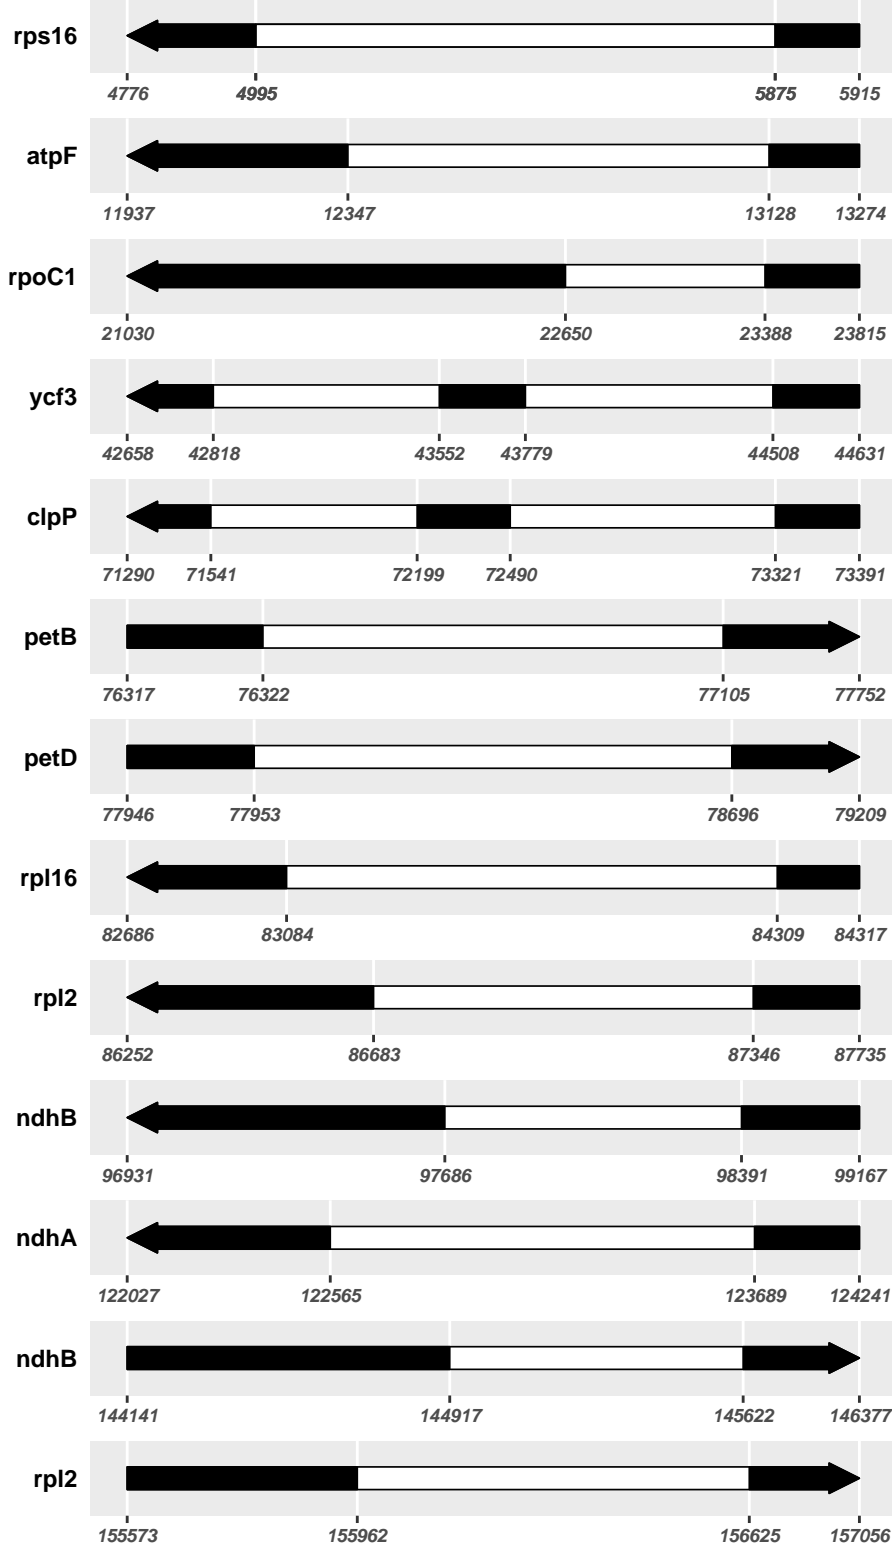 rps16
4776 4995 5875 5915
atpF
11937 12347 13128 13274
rpoC1
21030 22650 23388 23815
ycf3
42658 42818 43552 43779 44508 44631
clpP
71290 71541 72199 72490 73321 73391
petB
76317 76322 77105 77752
petD
77946 77953 78696 79209
rpl16
82686 83084 84309 84317
rpl2
86252 86683 87346 87735
ndhB
96931 97686 98391 99167
ndhA
122027 122565 123689 124241
ndhB
144141 144917 145622 146377
rpl2
155573 155962 156625 157056